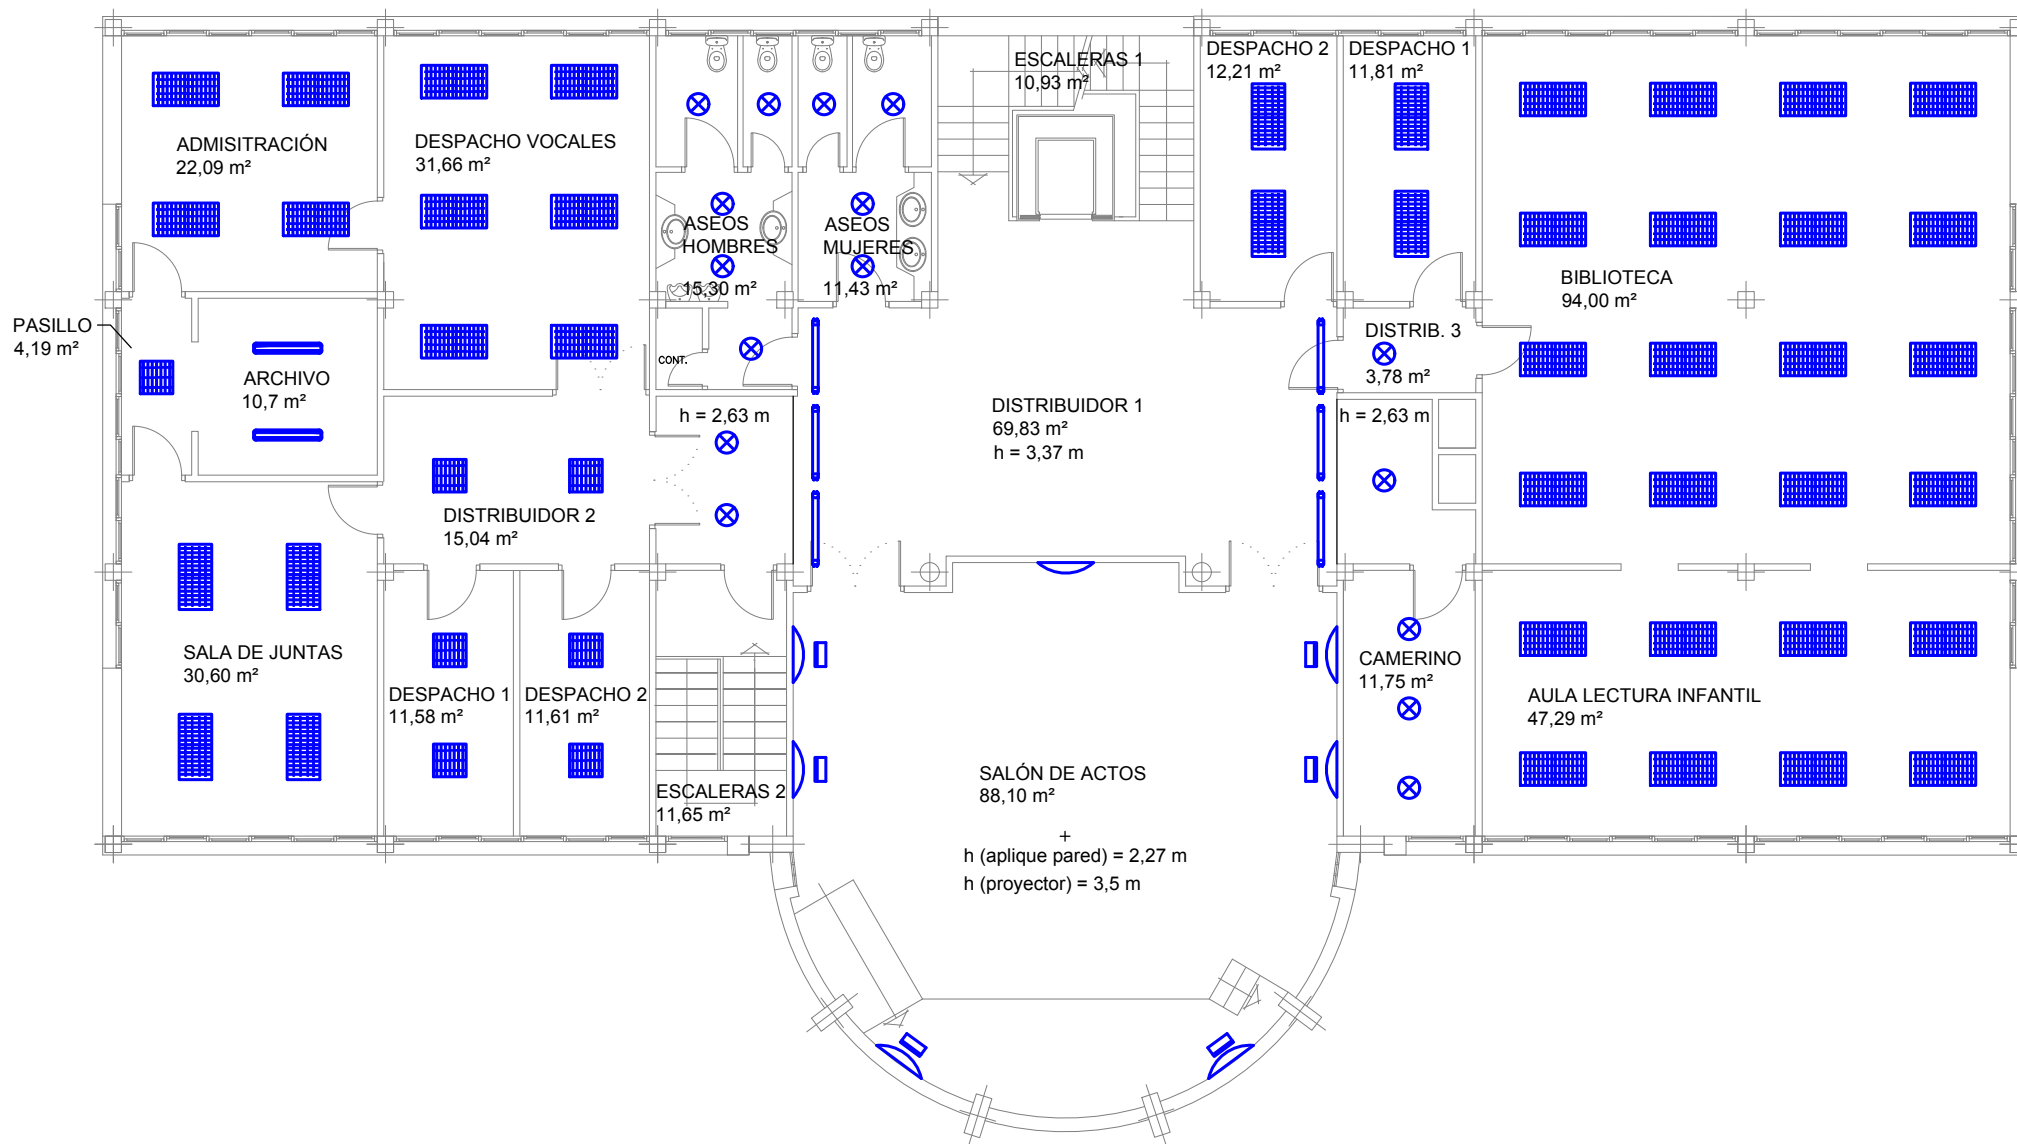 ESCALERAS 1
10,93 m²
DESPACHO 2
12,21 m²
DESPACHO 1
11,81 m²
ADMISITRACIÓN
22,09 m²
DESPACHO VOCALES
31,66 m²
ASEOS
HOMBRES
15,30 m²
ASEOS
MUJERES
11,43 m²
BIBLIOTECA
94,00 m²
PASILLO
4,19 m²
ARCHIVO
10,7 m²
CONT.
DISTRIB. 3
3,78 m²
h = 2,63 m
DISTRIBUIDOR 1
69,83 m²
h = 3,37 m
h = 2,63 m
DISTRIBUIDOR 2
15,04 m²
SALA DE JUNTAS
30,60 m²
DESPACHO 1
11,58 m²
DESPACHO 2
11,61 m²
CAMERINO
11,75 m²
AULA LECTURA INFANTIL
47,29 m²
ESCALERAS 2
11,65 m²
SALÓN DE ACTOS
88,10 m²
h (aplique pared) = 2,27 m
h (proyector) = 3,5 m